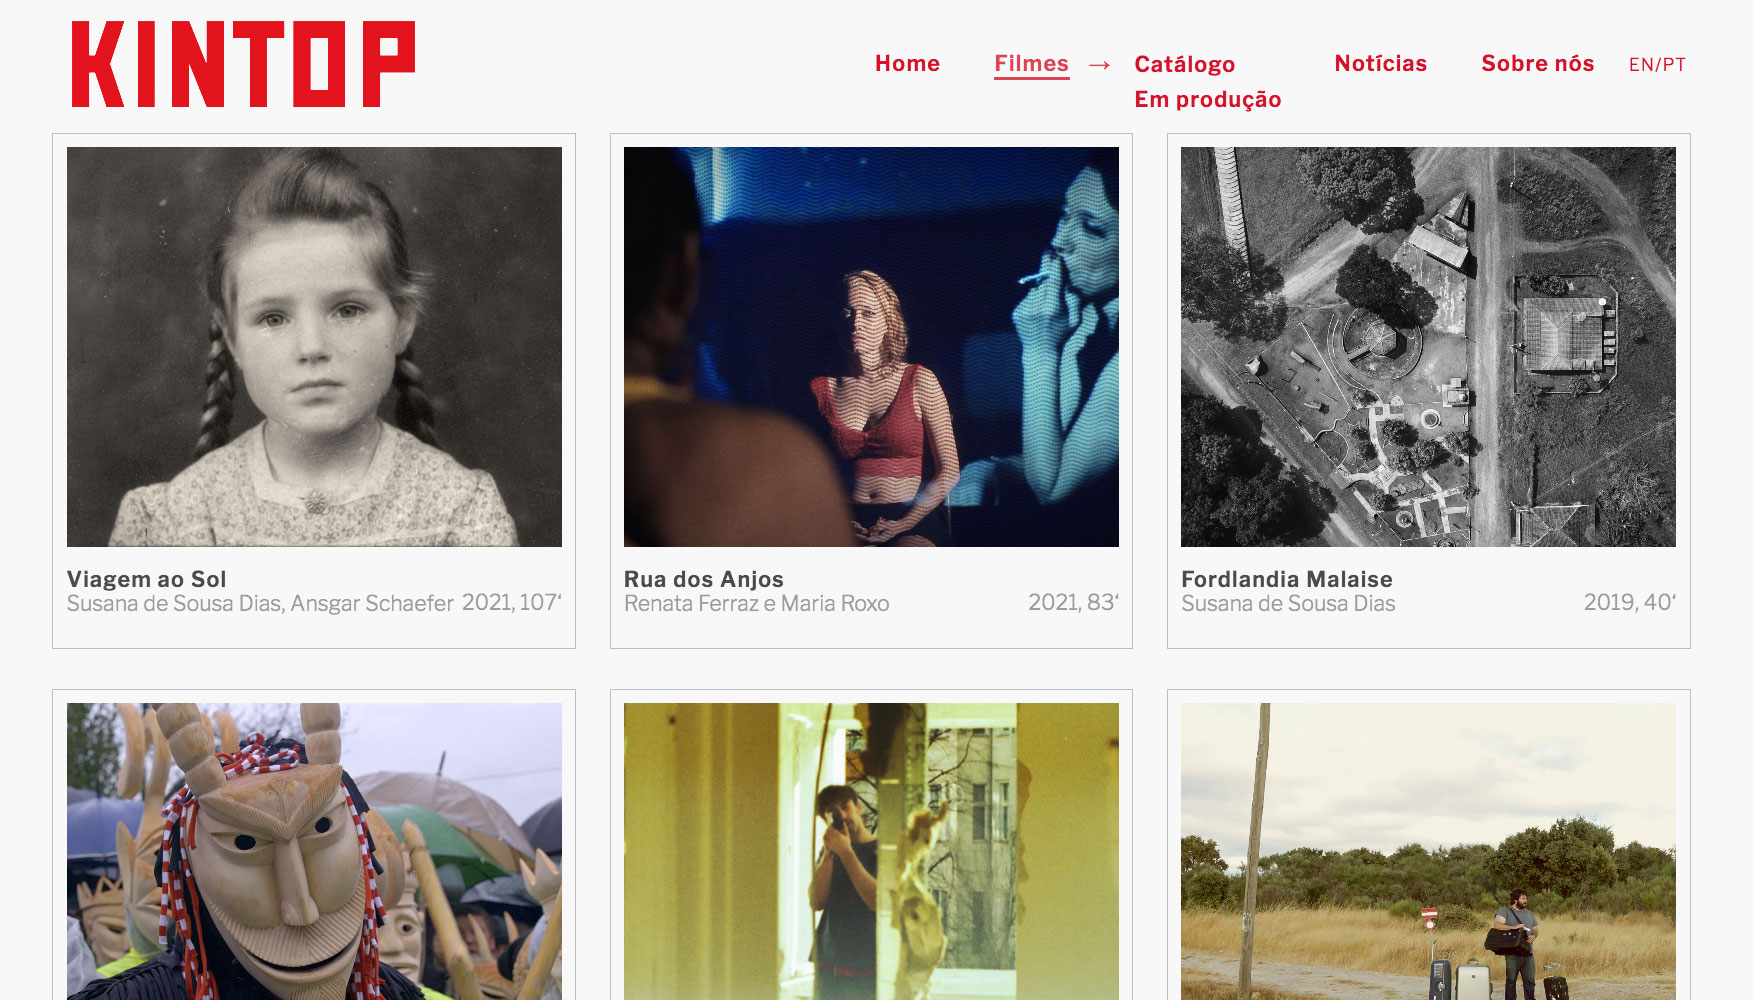 KINTOP
Home
Filmes → Catálogo
Em produção
Notícias
Sobre nós
EN/PT
Viagem ao Sol
Susana de Sousa Dias, Ansgar Schaefer 2021, 107‘
Rua dos Anjos
Renata Ferraz e Maria Roxo 2021, 83‘
Fordlandia Malaise
Susana de Sousa Dias 2019, 40‘